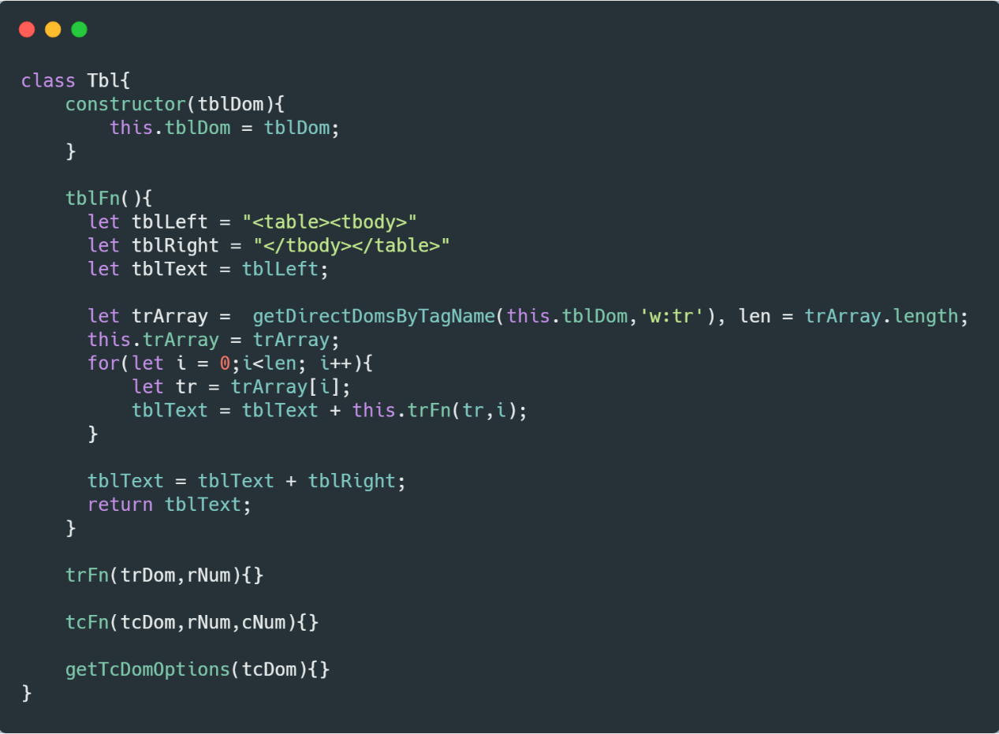 class Tbl{
    constructor(tblDom){
        this.tblDom = tblDom;
    }

    tblFn(){
      let tblLeft = "<table><tbody>"
      let tblRight = "</tbody></table>"
      let tblText = tblLeft;

      let trArray =  getDirectDomsByTagName(this.tblDom,'w:tr'), len = trArray.length;
      this.trArray = trArray;
      for(let i = 0;i<len; i++){
          let tr = trArray[i];
          tblText = tblText + this.trFn(tr,i);
      }

      tblText = tblText + tblRight;
      return tblText;
    }

    trFn(trDom,rNum){}

    tcFn(tcDom,rNum,cNum){}

    getTcDomOptions(tcDom){}
}